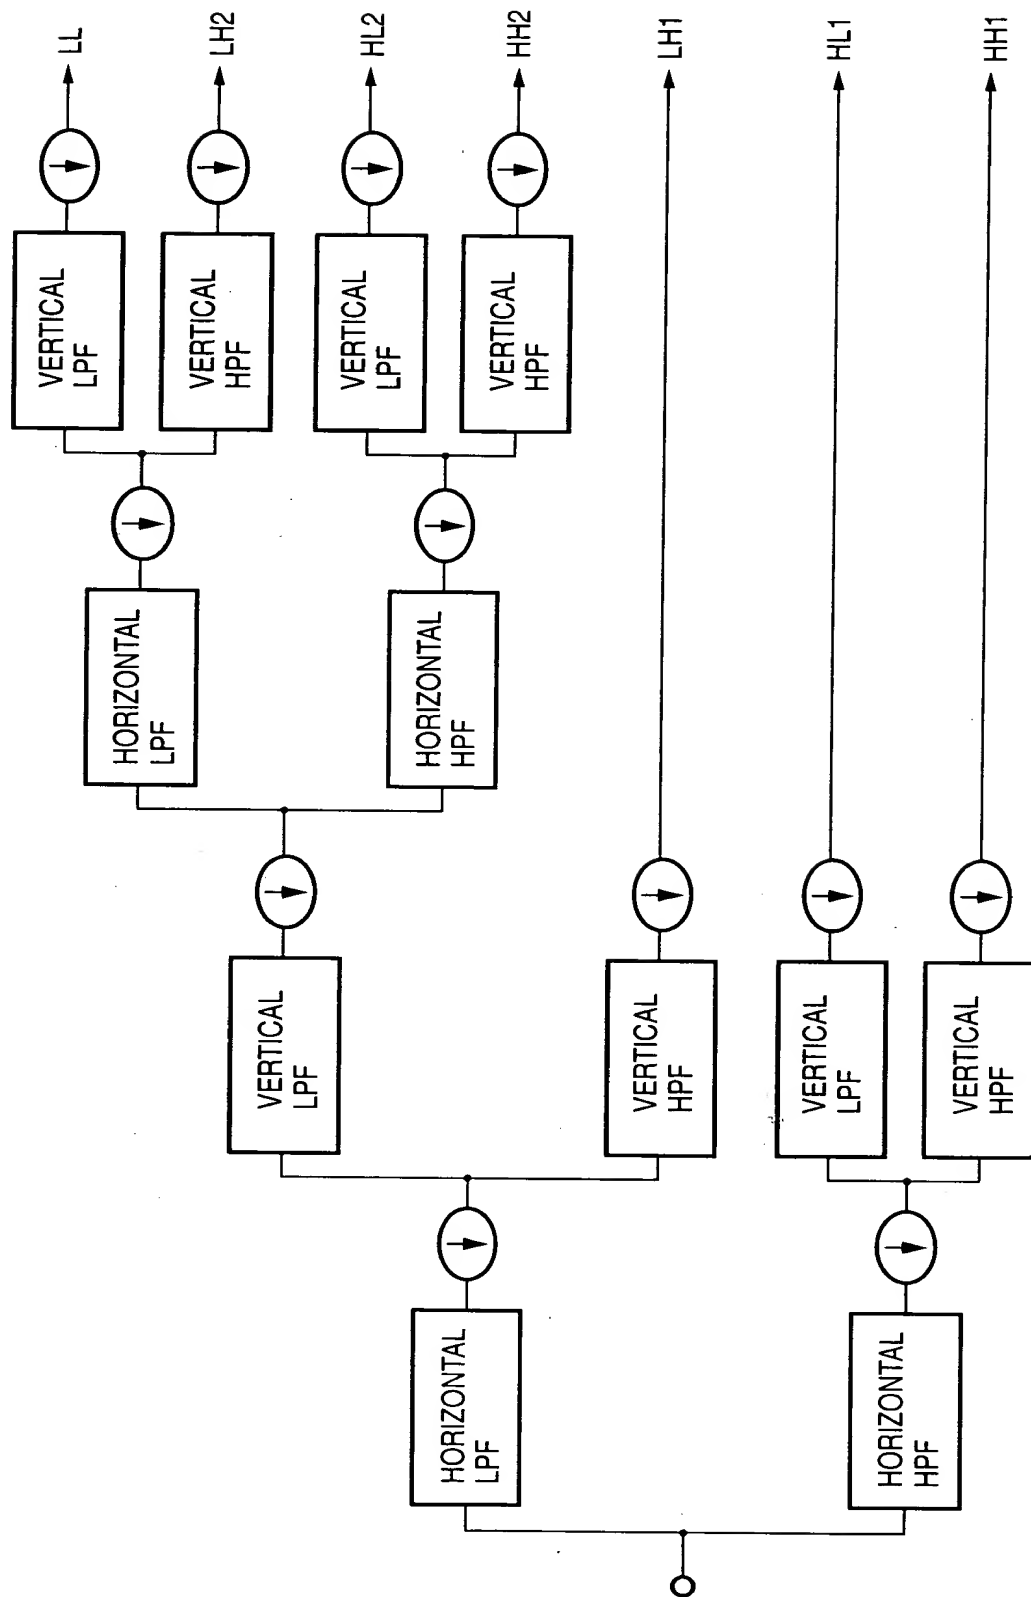 HORIZONTAL
LPF
HORIZONTAL
HPF
VERTICAL
LPF
VERTICAL
HPF
VERTICAL
LPF
VERTICAL
HPF
HORIZONTAL
LPF
HORIZONTAL
HPF
VERTICAL
LPF
VERTICAL
HPF
VERTICAL
LPF
VERTICAL
HPF
LL
LH2
HL2
HH2
LH1
HL1
HH1